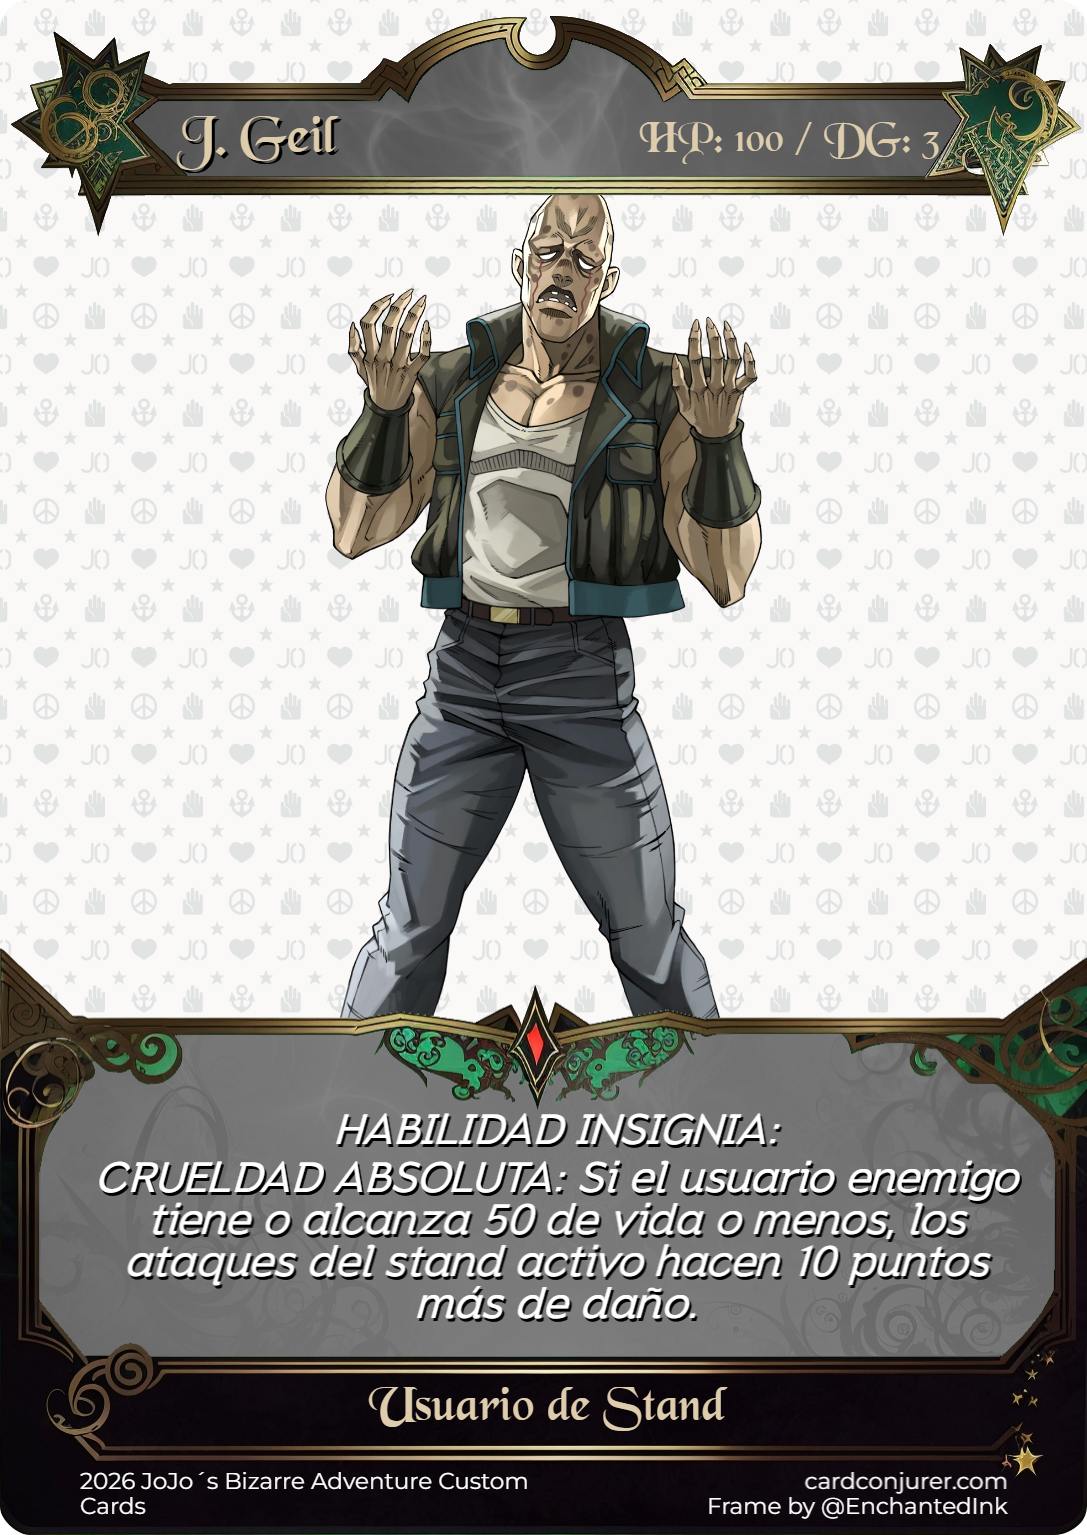 J. Geil
HP: 100 / DG: 3
HABILIDAD INSIGNIA:
CRUELDAD ABSOLUTA: Si el usuario enemigo
tiene o alcanza 50 de vida o menos, los
ataques del stand activo hacen 10 puntos
más de daño.
Usuario de Stand
2026 JoJo´s Bizarre Adventure Custom
Cards
cardconjurer.com
Frame by @EnchantedInk